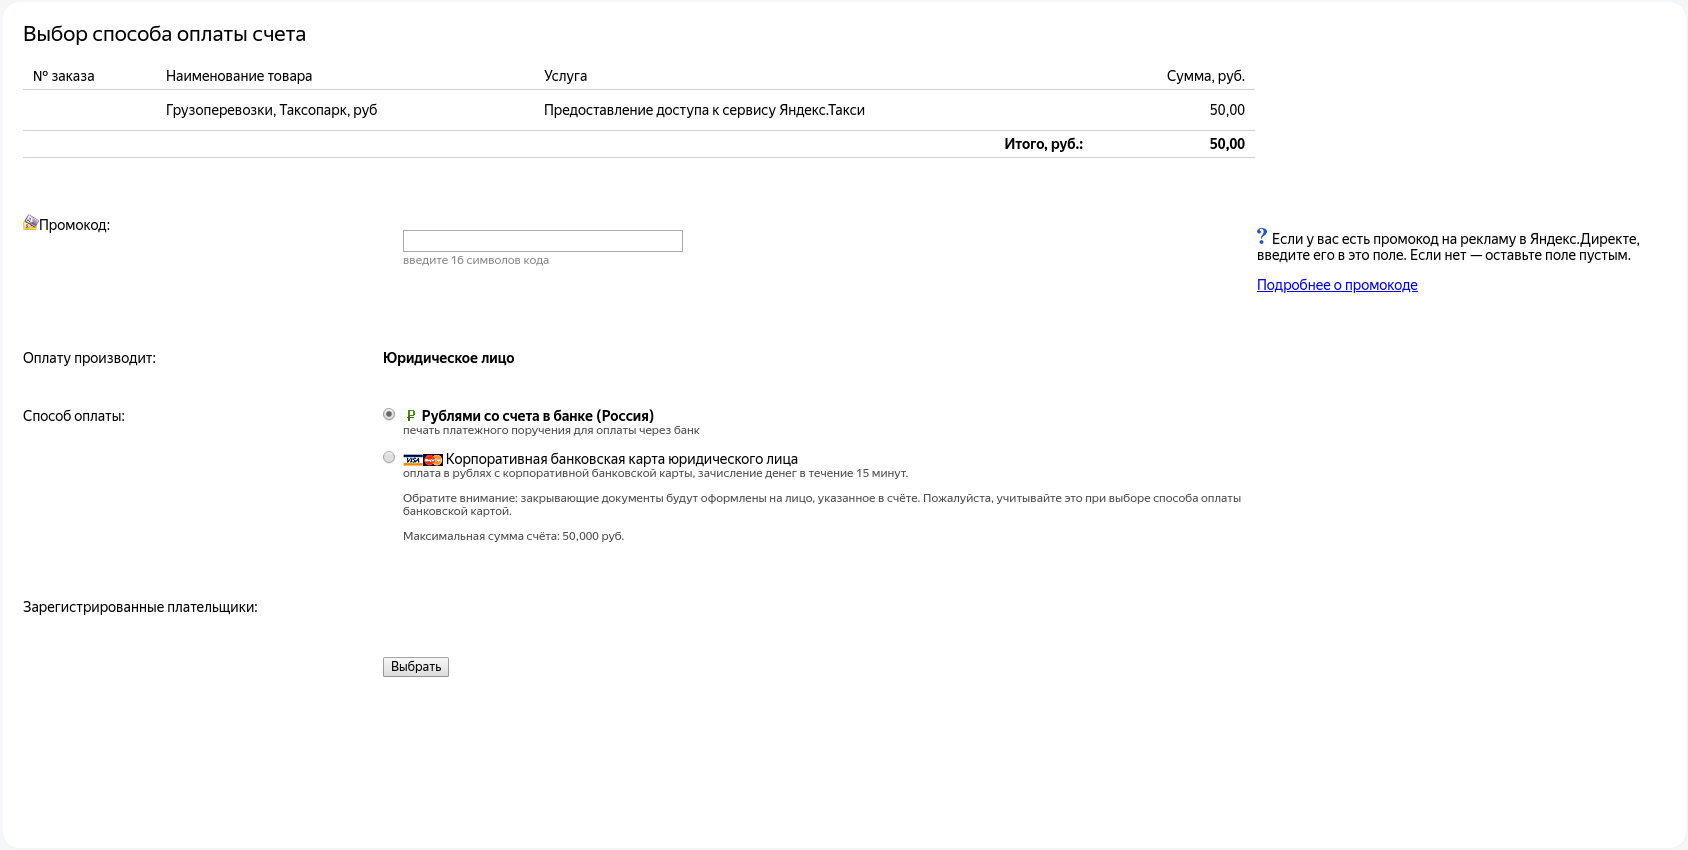 Выбор способа оплаты счета
№ заказа Наименование товара Услуга Сумма, руб.
Грузоперевозки, Таксопарк, руб Предоставление доступа к сервису Яндекс.Такси 50,00
Итого, руб.: 50,00
Промокод:
введите 16 символов кода
? Если у вас есть промокод на рекламу в Яндекс.Директе,
введите его в это поле. Если нет — оставьте поле пустым.
Подробнее о промокоде
Оплату производит: Юридическое лицо
Способ оплаты: ₽ Рублями со счета в банке (Россия)
печать платежного поручения для оплаты через банк
VISA Корпоративная банковская карта юридического лица
оплата в рублях с корпоративной банковской карты, зачисление денег в течение 15 минут.
Обратите внимание: закрывающие документы будут оформлены на лицо, указанное в счёте. Пожалуйста, учитывайте это при выборе способа оплаты
банковской картой.
Максимальная сумма счёта: 50,000 руб.
Зарегистрированные плательщики:
Выбрать